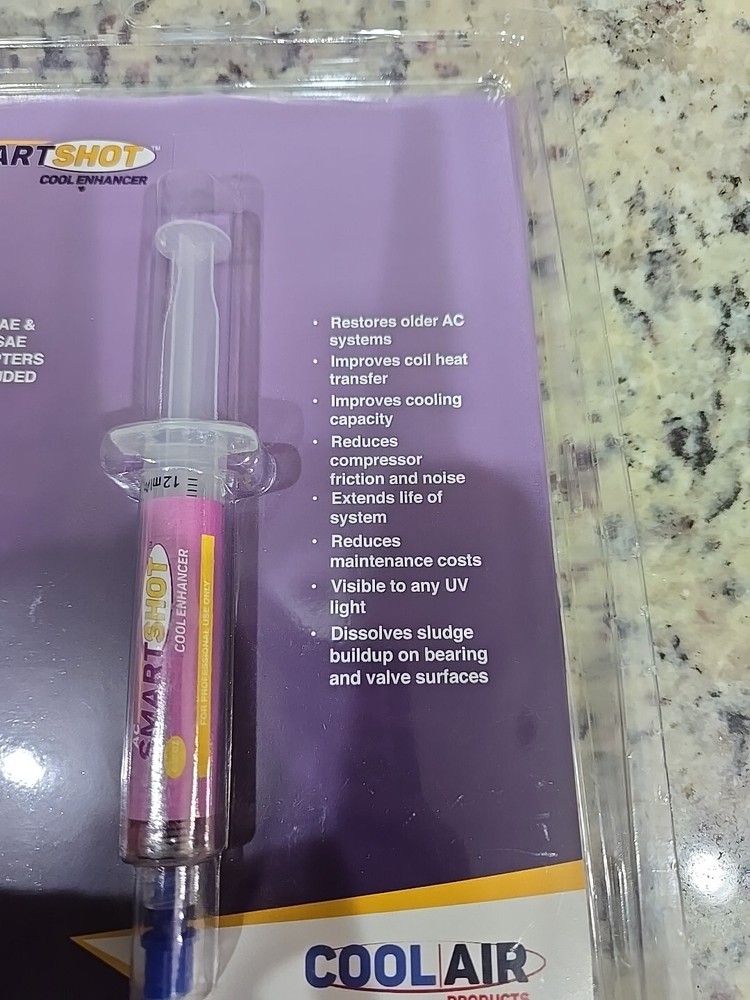 ARTSHOT™
COOL ENHANCER
AE &
SAE
TERS
UDED
• Restores older AC
systems
• Improves coil heat
transfer
• Improves cooling
capacity
• Reduces
compressor
friction and noise
• Extends life of
system
• Reduces
maintenance costs
• Visible to any UV
light
• Dissolves sludge
buildup on bearing
and valve surfaces
12ml
AC
SMARTSHOT
COOL ENHANCER
FOR PROFESSIONAL USE ONLY
COOL|AIR
PRODUCTS